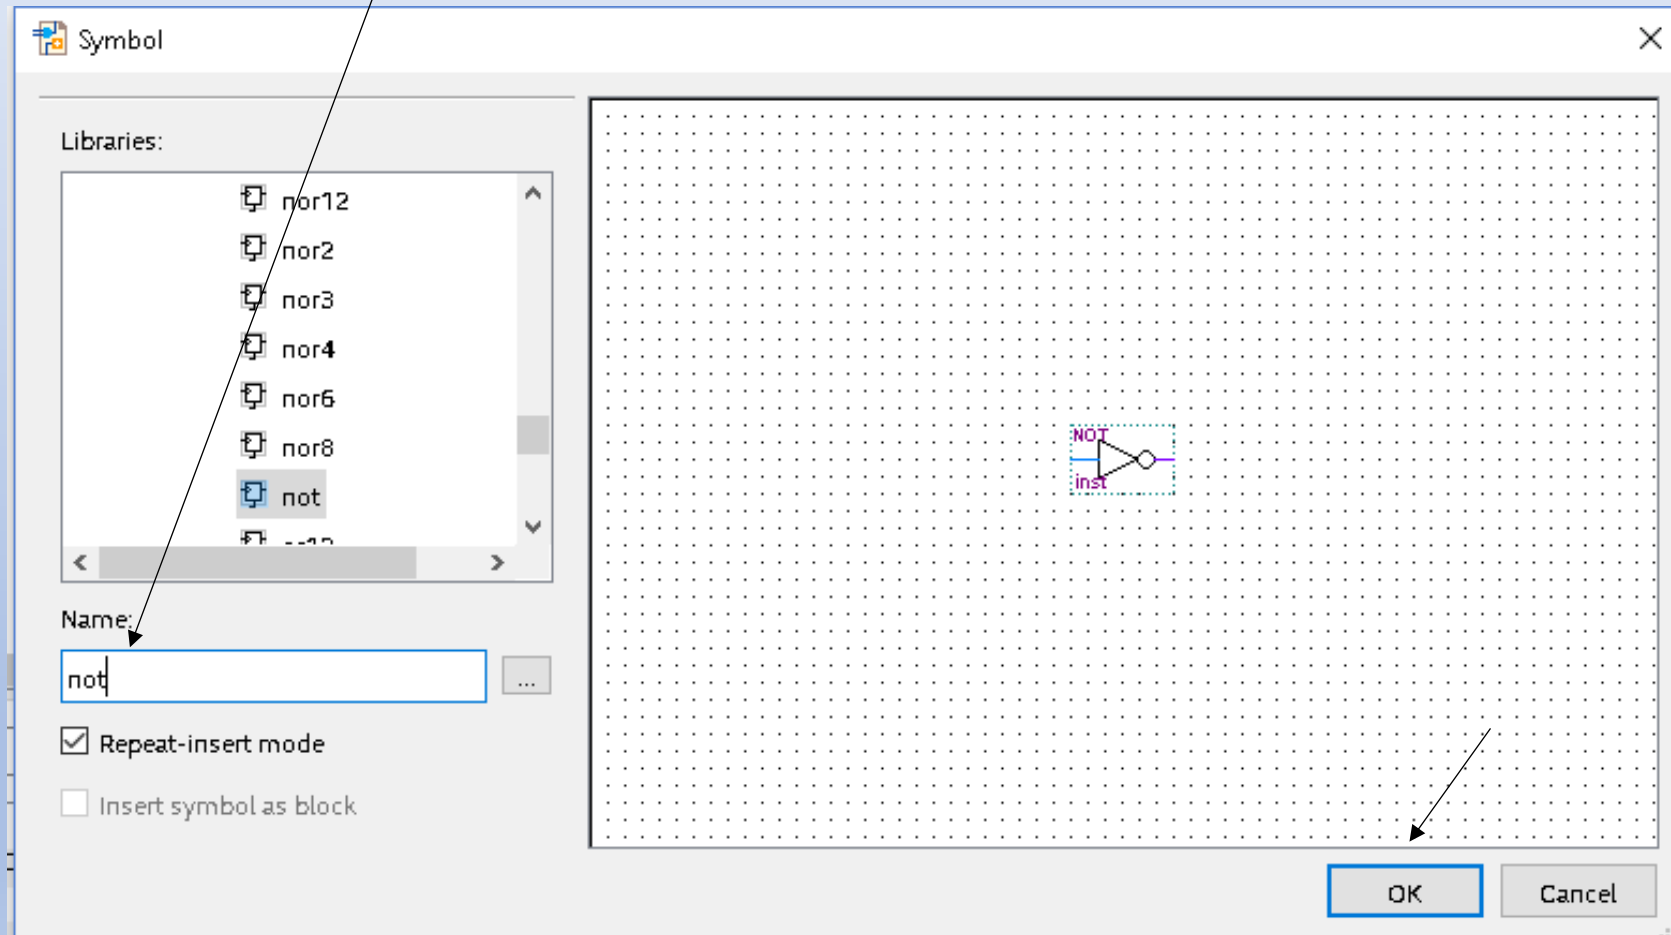 Symbol
Libraries:
nor12
nor2
nor3
nor4
nor6
nor8
not
Name:
not
...
Repeat-insert mode
Insert symbol as block
NOT
inst
OK
Cancel